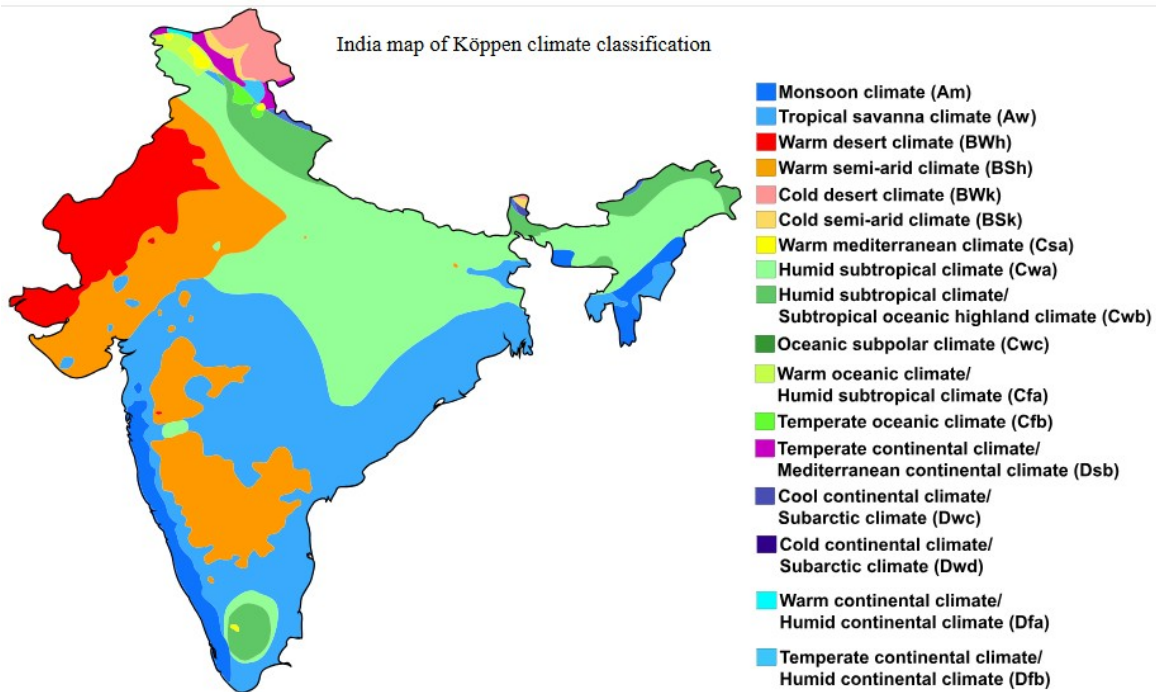 India map of Köppen climate classification
Monsoon climate (Am)
Tropical savanna climate (Aw)
Warm desert climate (BWh)
Warm semi-arid climate (BSh)
Cold desert climate (BWk)
Cold semi-arid climate (BSk)
Warm mediterranean climate (Csa)
Humid subtropical climate (Cwa)
Humid subtropical climate/
Subtropical oceanic highland climate (Cwb)
Oceanic subpolar climate (Cwc)
Warm oceanic climate/
Humid subtropical climate (Cfa)
Temperate oceanic climate (Cfb)
Temperate continental climate/
Mediterranean continental climate (Dsb)
Cool continental climate/
Subarctic climate (Dwc)
Cold continental climate/
Subarctic climate (Dwd)
Warm continental climate/
Humid continental climate (Dfa)
Temperate continental climate/
Humid continental climate (Dfb)